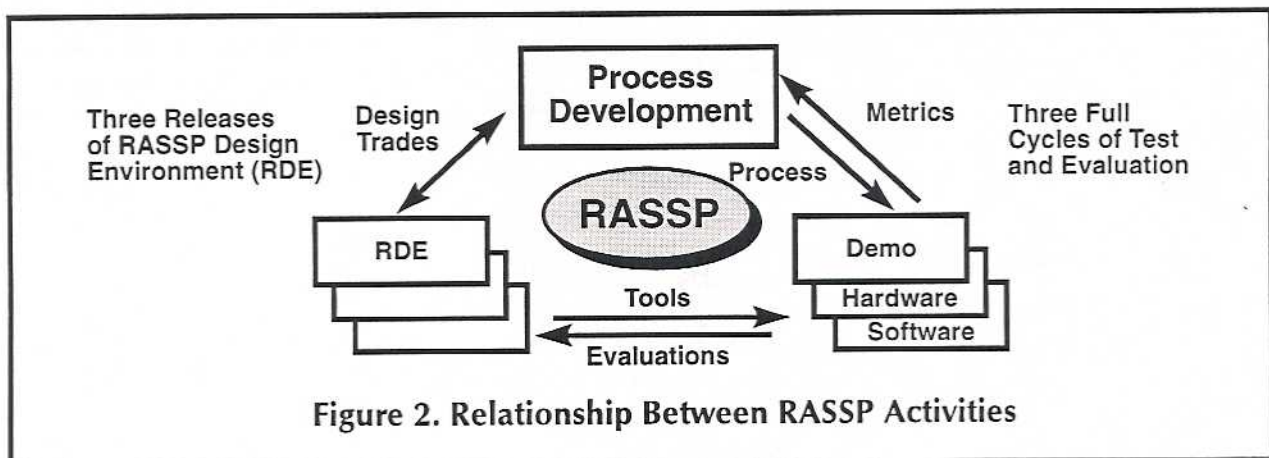 Process
Development
Three Releases
of RASSP Design
Environment (RDE)
Design
Trades
Metrics
Three Full
Cycles of Test
and Evaluation
Process
RASSP
RDE
Demo
Hardware
Software
Tools
Evaluations
Figure 2. Relationship Between RASSP Activities